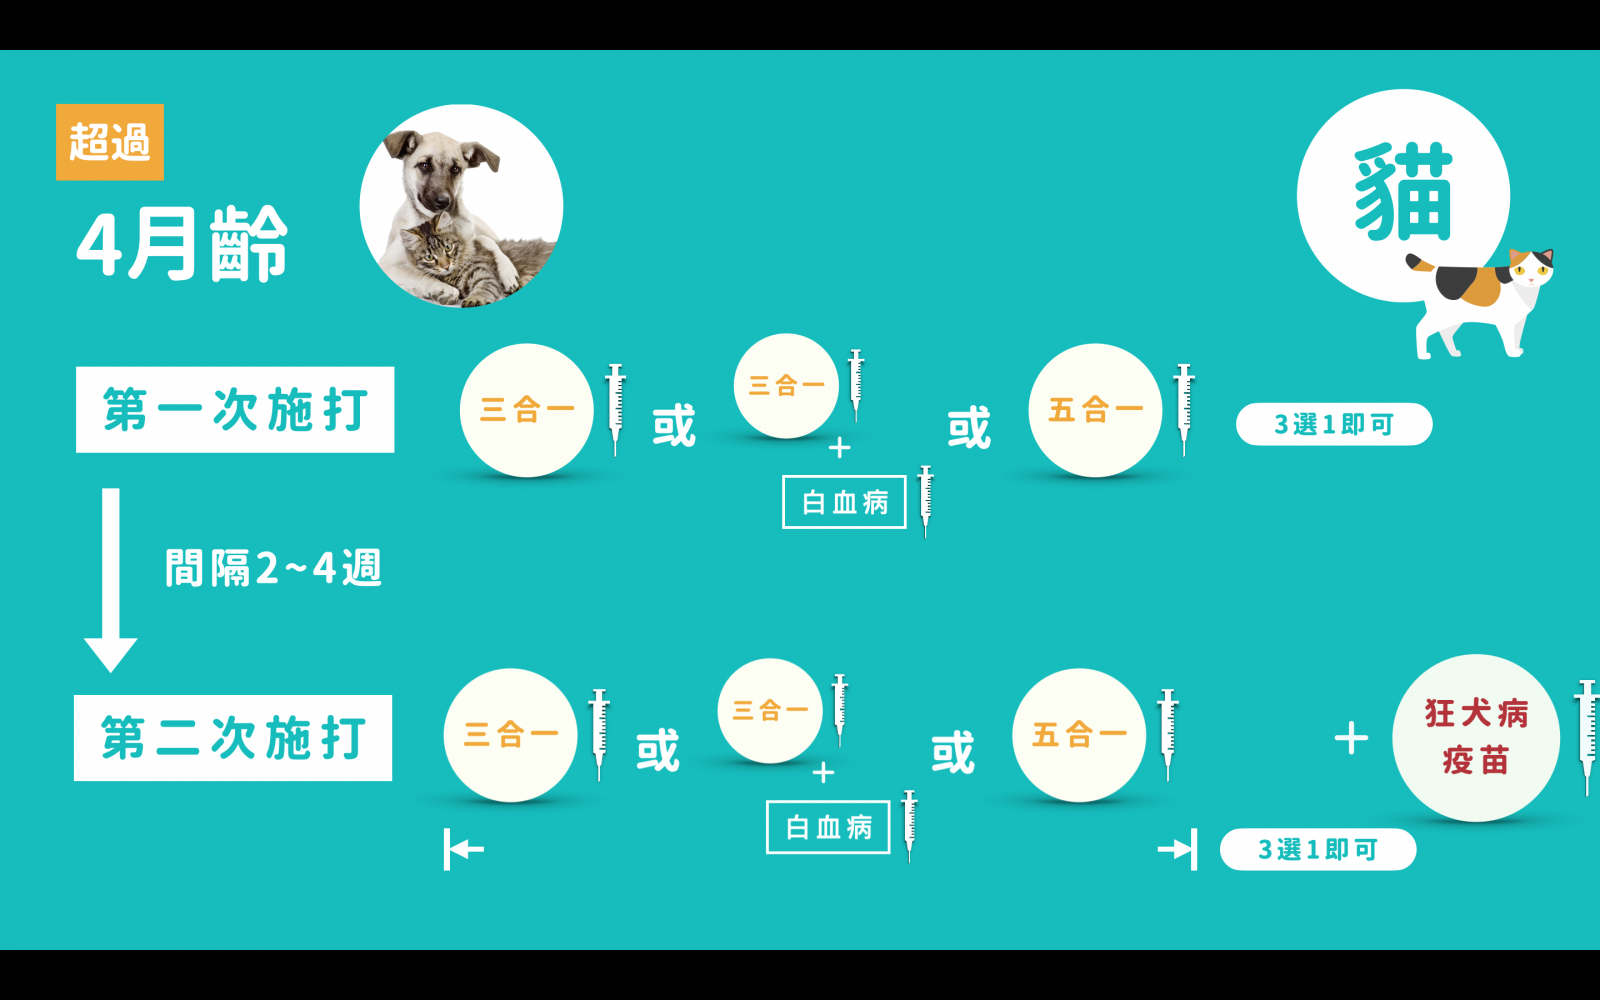 超過
4月齡
貓
第一次施打
三合一
或
三合一
+
白血病
或
五合一
3選1即可
間隔2~4週
第二次施打
三合一
或
三合一
+
白血病
或
五合一
+
狂犬病
疫苗
3選1即可